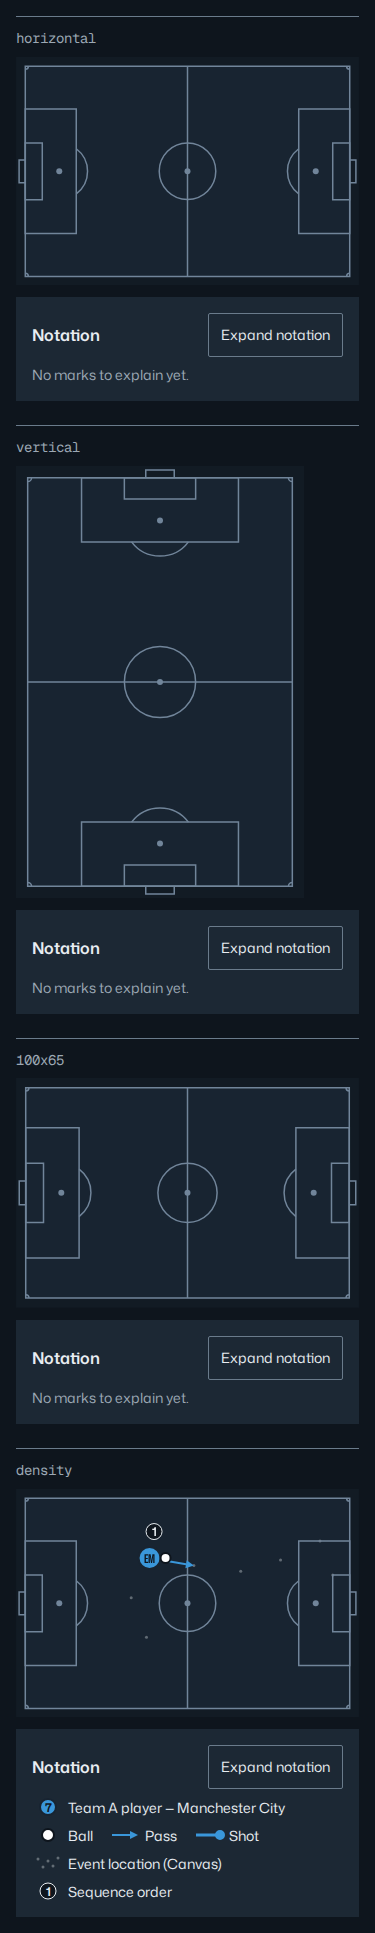 horizontal
Notation
Expand notation
No marks to explain yet.
vertical
Notation
Expand notation
No marks to explain yet.
100x65
Notation
Expand notation
No marks to explain yet.
density
1
EM
Notation
Expand notation
7 Team A player – Manchester City
Ball Pass Shot
Event location (Canvas)
1 Sequence order